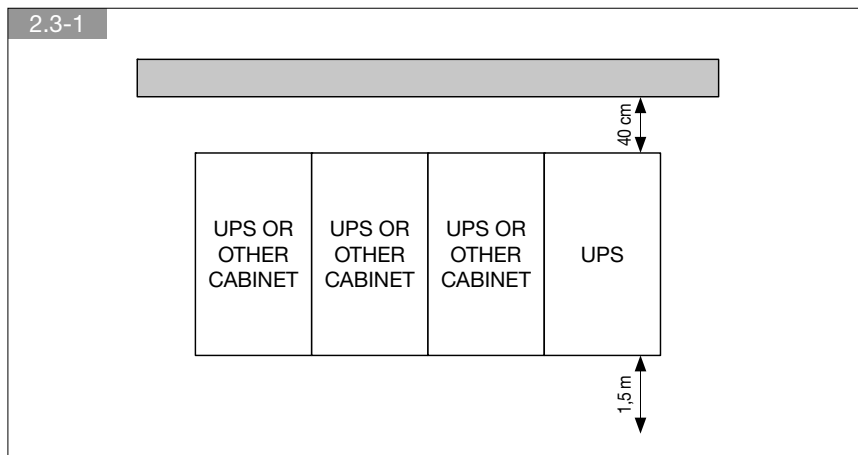 2.3-1
40 cm
UPS OR
OTHER
CABINET
UPS OR
OTHER
CABINET
UPS OR
OTHER
CABINET
UPS
1,5 m